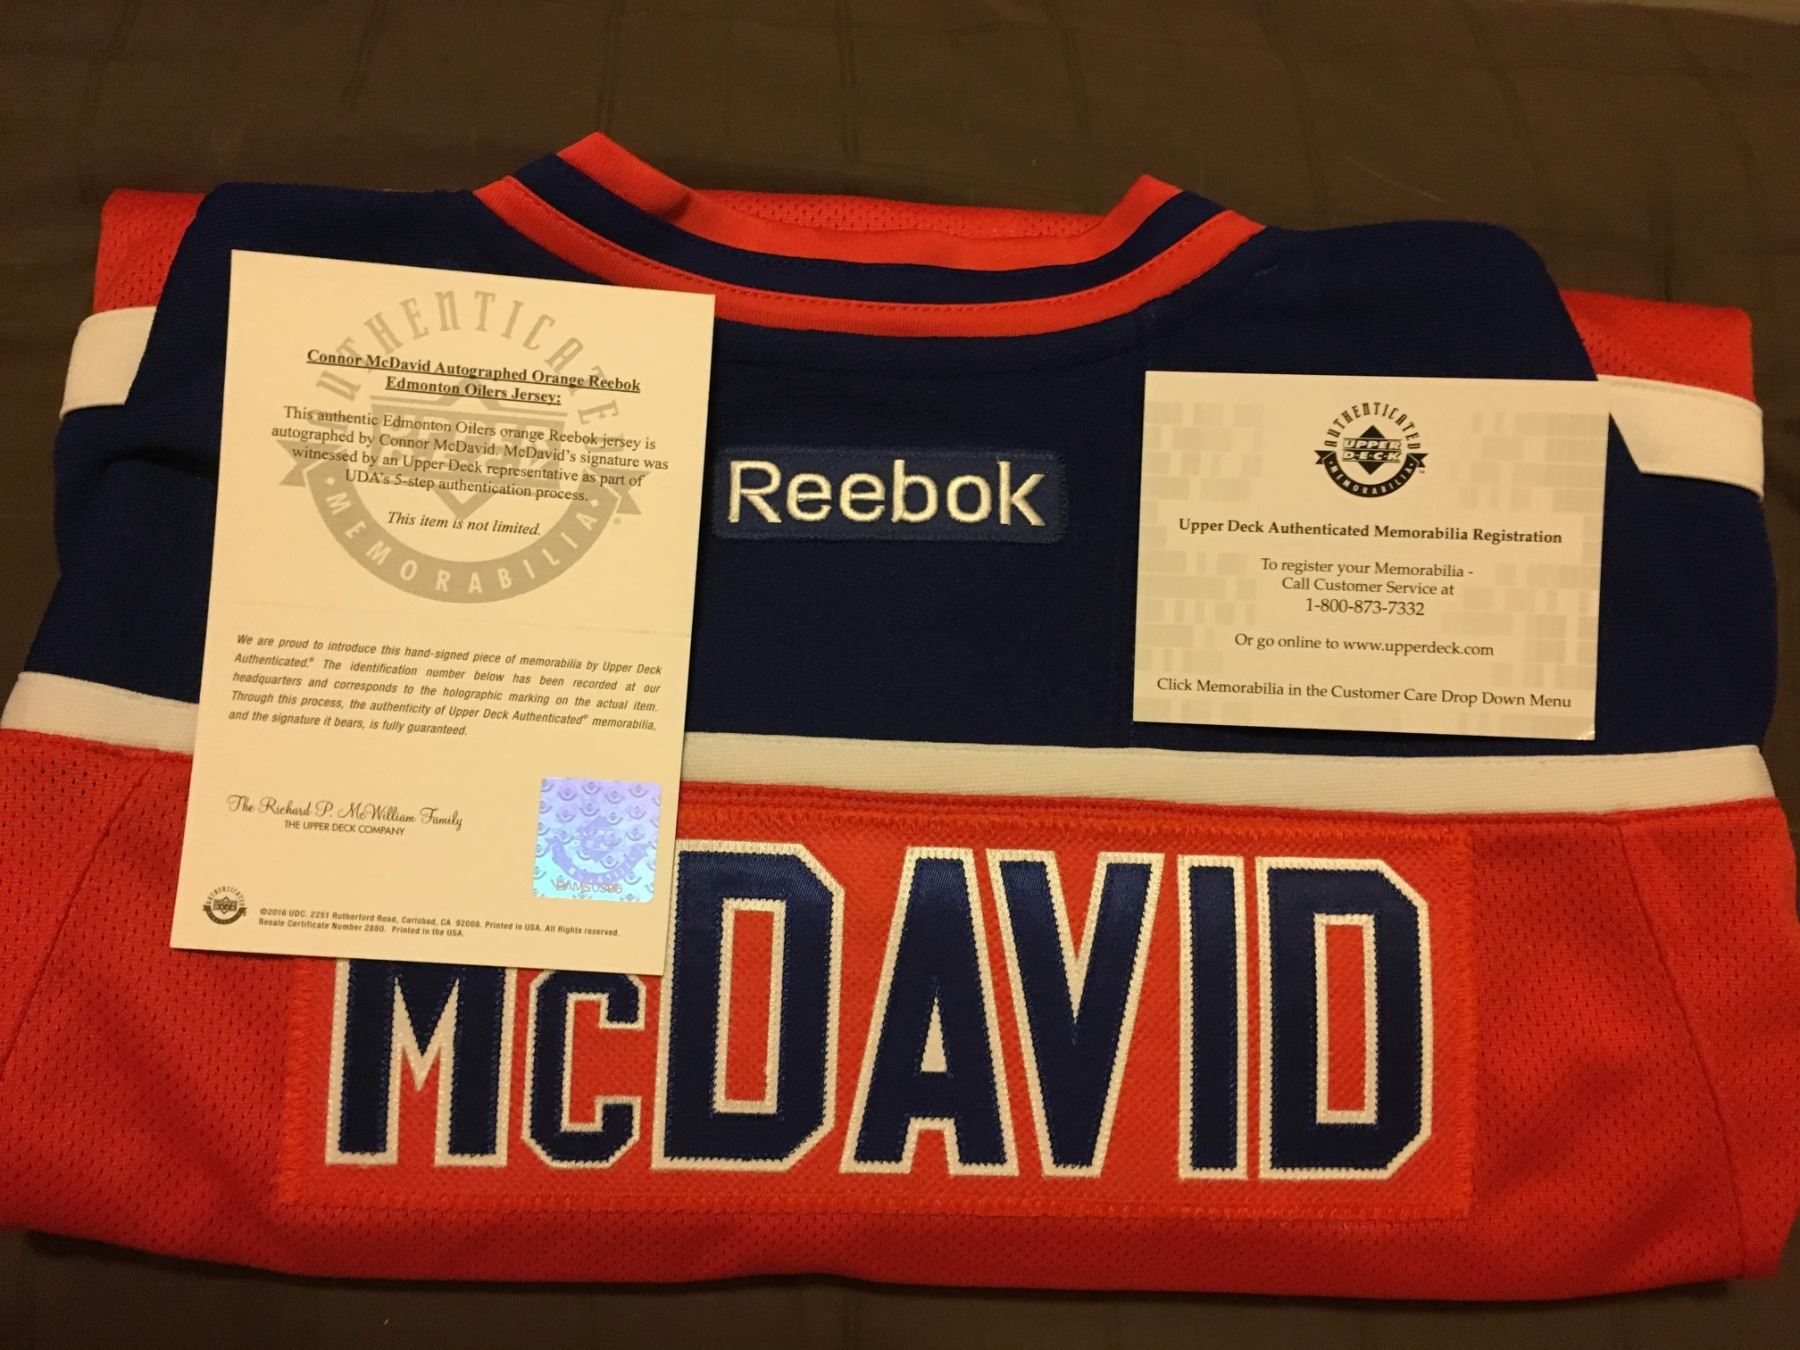 AUTHENTICATE
MEMORABILIA
Connor McDavid Autographed Orange Reebok
Edmonton Oilers Jersey:
This authentic Edmonton Oilers orange Reebok jersey is
autographed by Connor McDavid. McDavid's signature was
witnessed by an Upper Deck representative as part of
UDA's 5-step authentication process.
This item is not limited.
We are proud to introduce this hand-signed piece of memorabilia by Upper Deck
Authenticated.® The identification number below has been recorded at our
headquarters and corresponds to the holographic marking on the actual item.
Through this process, the authenticity of Upper Deck Authenticated® memorabilia,
and the signature it bears, is fully guaranteed.
The Richard P. McWilliam Family
THE UPPER DECK COMPANY
©2016 UDC. 2251 Rutherford Road, Carlsbad, CA 92008. Printed in USA. All Rights reserved.
Resale Certificate Number 2880. Printed in the USA.
Reebok
AUTHENTICATED
UPPER
D·E·C·K
MEMORABILIA
Upper Deck Authenticated Memorabilia Registration
To register your Memorabilia -
Call Customer Service at
1-800-873-7332
Or go online to www.upperdeck.com
Click Memorabilia in the Customer Care Drop Down Menu
McDAVID